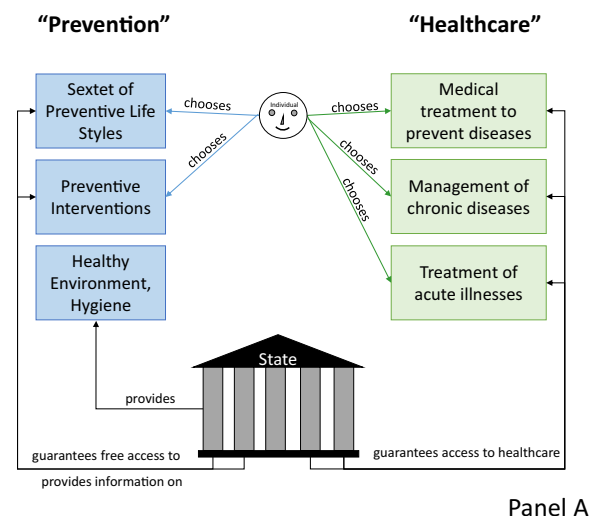 “Prevention”
“Healthcare”
Sextet of
Preventive Life
Styles
chooses
Individual
chooses
Medical
treatment to
prevent diseases
chooses
chooses
Preventive
Interventions
Management of
chronic diseases
chooses
Healthy
Environment,
Hygiene
Treatment of
acute illnesses
State
provides
guarantees free access to
guarantees access to healthcare
provides information on
Panel A